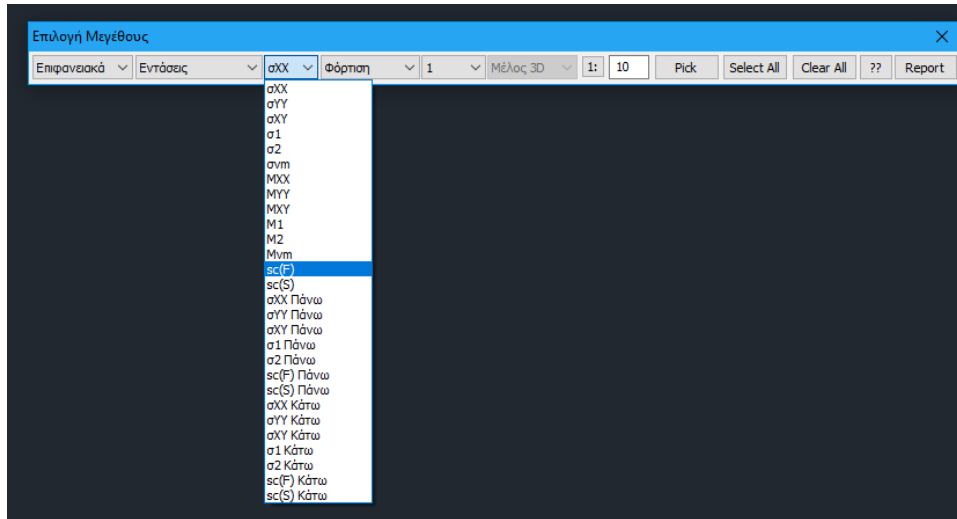 Επιλογή Μεγέθους
Επιφανειακά Εντάσεις σXX Φόρτιση 1 Μέλος 3D 1: 10 Pick Select All Clear All ?? Report
σXX
σYY
σXY
σ1
σ2
σvm
MXX
MYY
MXY
M1
M2
Mvm
sc(F)
sc(S)
σXX Πάνω
σYY Πάνω
σXY Πάνω
σ1 Πάνω
σ2 Πάνω
sc(F) Πάνω
sc(S) Πάνω
σXX Κάτω
σYY Κάτω
σXY Κάτω
σ1 Κάτω
σ2 Κάτω
sc(F) Κάτω
sc(S) Κάτω